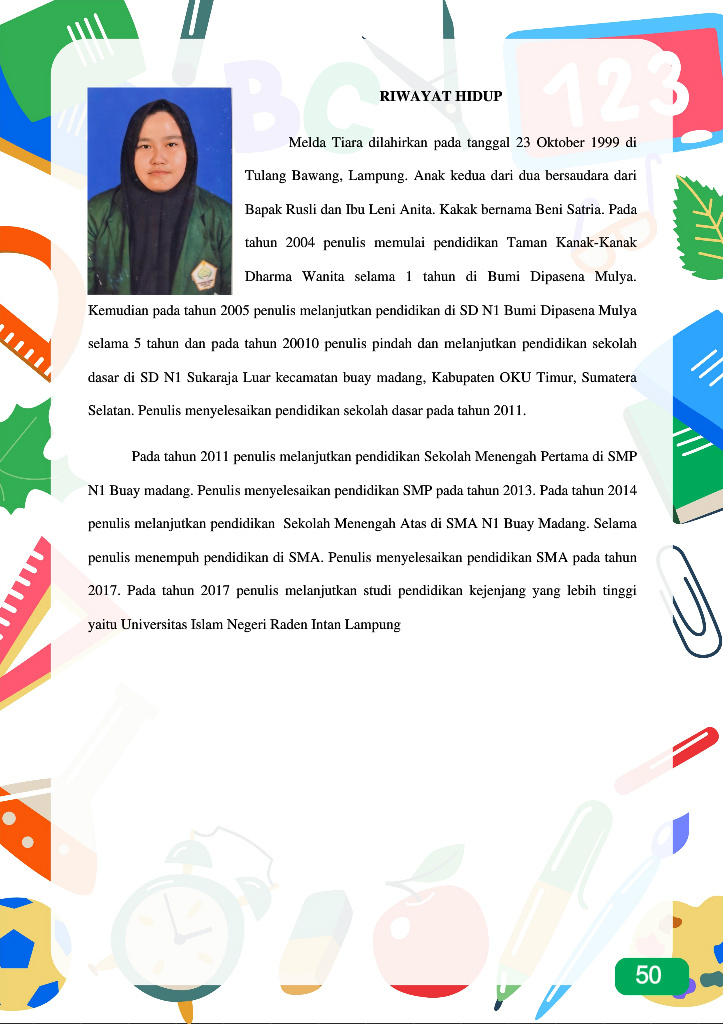 BC
123
RIWAYAT HIDUP
Melda Tiara dilahirkan pada tanggal 23 Oktober 1999 di
Tulang Bawang, Lampung. Anak kedua dari dua bersaudara dari
Bapak Rusli dan Ibu Leni Anita. Kakak bernama Beni Satria. Pada
tahun 2004 penulis memulai pendidikan Taman Kanak-Kanak
Dharma Wanita selama 1 tahun di Bumi Dipasena Mulya.
Kemudian pada tahun 2005 penulis melanjutkan pendidikan di SD N1 Bumi Dipasena Mulya
selama 5 tahun dan pada tahun 20010 penulis pindah dan melanjutkan pendidikan sekolah
dasar di SD N1 Sukaraja Luar kecamatan buay madang, Kabupaten OKU Timur, Sumatera
Selatan. Penulis menyelesaikan pendidikan sekolah dasar pada tahun 2011.
Pada tahun 2011 penulis melanjutkan pendidikan Sekolah Menengah Pertama di SMP
N1 Buay madang. Penulis menyelesaikan pendidikan SMP pada tahun 2013. Pada tahun 2014
penulis melanjutkan pendidikan Sekolah Menengah Atas di SMA N1 Buay Madang. Selama
penulis menempuh pendidikan di SMA. Penulis menyelesaikan pendidikan SMA pada tahun
2017. Pada tahun 2017 penulis melanjutkan studi pendidikan kejenjang yang lebih tinggi
yaitu Universitas Islam Negeri Raden Intan Lampung
50